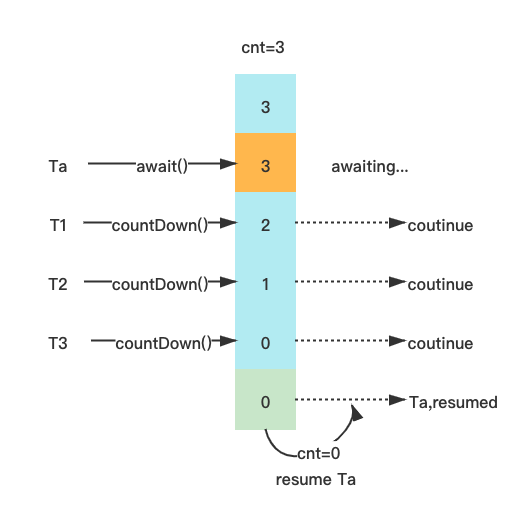 cnt=3
3
Ta await() 3 awaiting...
T1 countDown() 2 coutinue
T2 countDown() 1 coutinue
T3 countDown() 0 coutinue
0 Ta,resumed
cnt=0
resume Ta